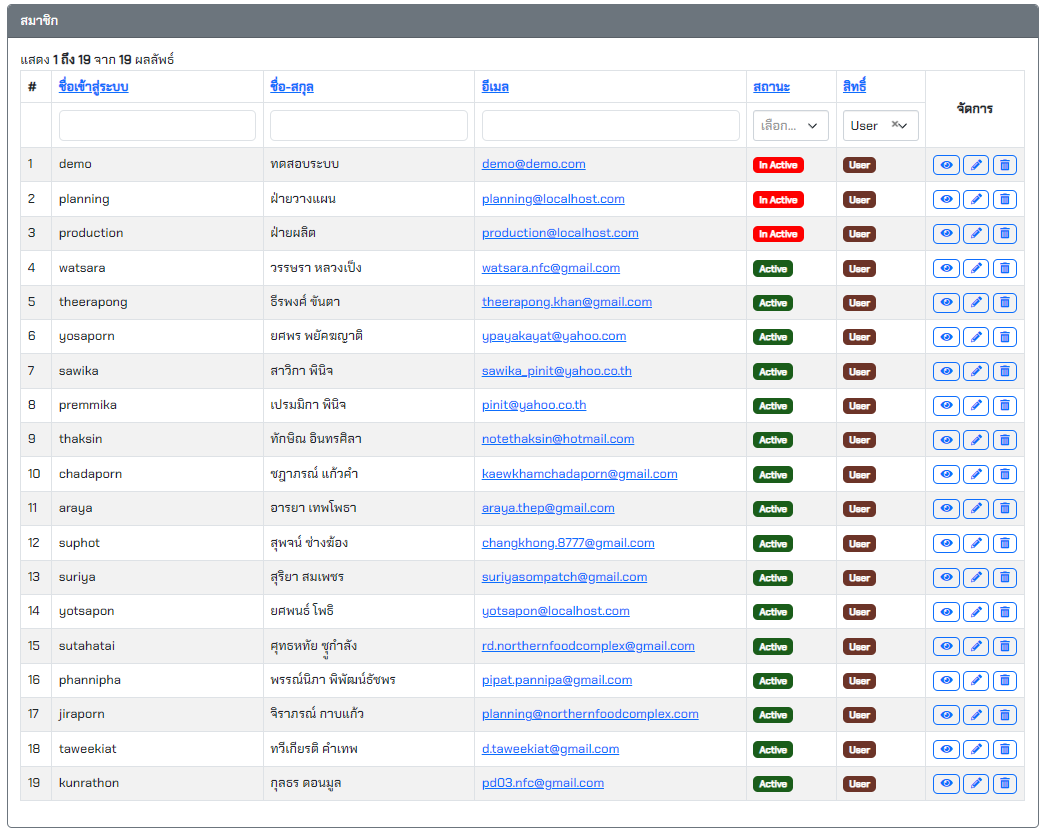 สมาชิก
แสดง 1 ถึง 19 จาก 19 ผลลัพธ์
# ชื่อเข้าสู่ระบบ ชื่อ-สกุล อีเมล สถานะ สิทธิ์ จัดการ
เลือก... User ×
1 demo ทดสอบระบบ demo@demo.com In Active User
2 planning ฝ่ายวางแผน planning@localhost.com In Active User
3 production ฝ่ายผลิต production@localhost.com In Active User
4 watsara วรรษรา หลวงเป็ง watsara.nfc@gmail.com Active User
5 theerapong ธีรพงศ์ ขันตา theerapong.khan@gmail.com Active User
6 yosaporn ยศพร พยัคฆญาติ ypayakayat@yahoo.com Active User
7 sawika สาวิกา พินิจ sawika_pinit@yahoo.co.th Active User
8 premmika เปรมมิกา พินิจ pinit@yahoo.co.th Active User
9 thaksin ทักษิณ อินทรศิลา notethaksin@hotmail.com Active User
10 chadaporn ชฎาภรณ์ แก้วคำ kaewkhamchadaporn@gmail.com Active User
11 araya อารยา เทพโพธา araya.thep@gmail.com Active User
12 suphot สุพจน์ ช่างฆ้อง changkhong.8777@gmail.com Active User
13 suriya สุริยา สมเพชร suriyasompatch@gmail.com Active User
14 yotsapon ยศพนธ์ โพธิ yotsapon@localhost.com Active User
15 sutahatai ศุทธหทัย ชูกำลัง rd.northernfoodcomplex@gmail.com Active User
16 phannipha พรรณ์นิภา พิพัฒน์ธัชพร pipat.pannipa@gmail.com Active User
17 jiraporn จิราภรณ์ กาบแก้ว planning@northernfoodcomplex.com Active User
18 taweekiat ทวีเกียรติ คำเทพ d.taweekiat@gmail.com Active User
19 kunrathon กุลธร ดอนมูล pd03.nfc@gmail.com Active User